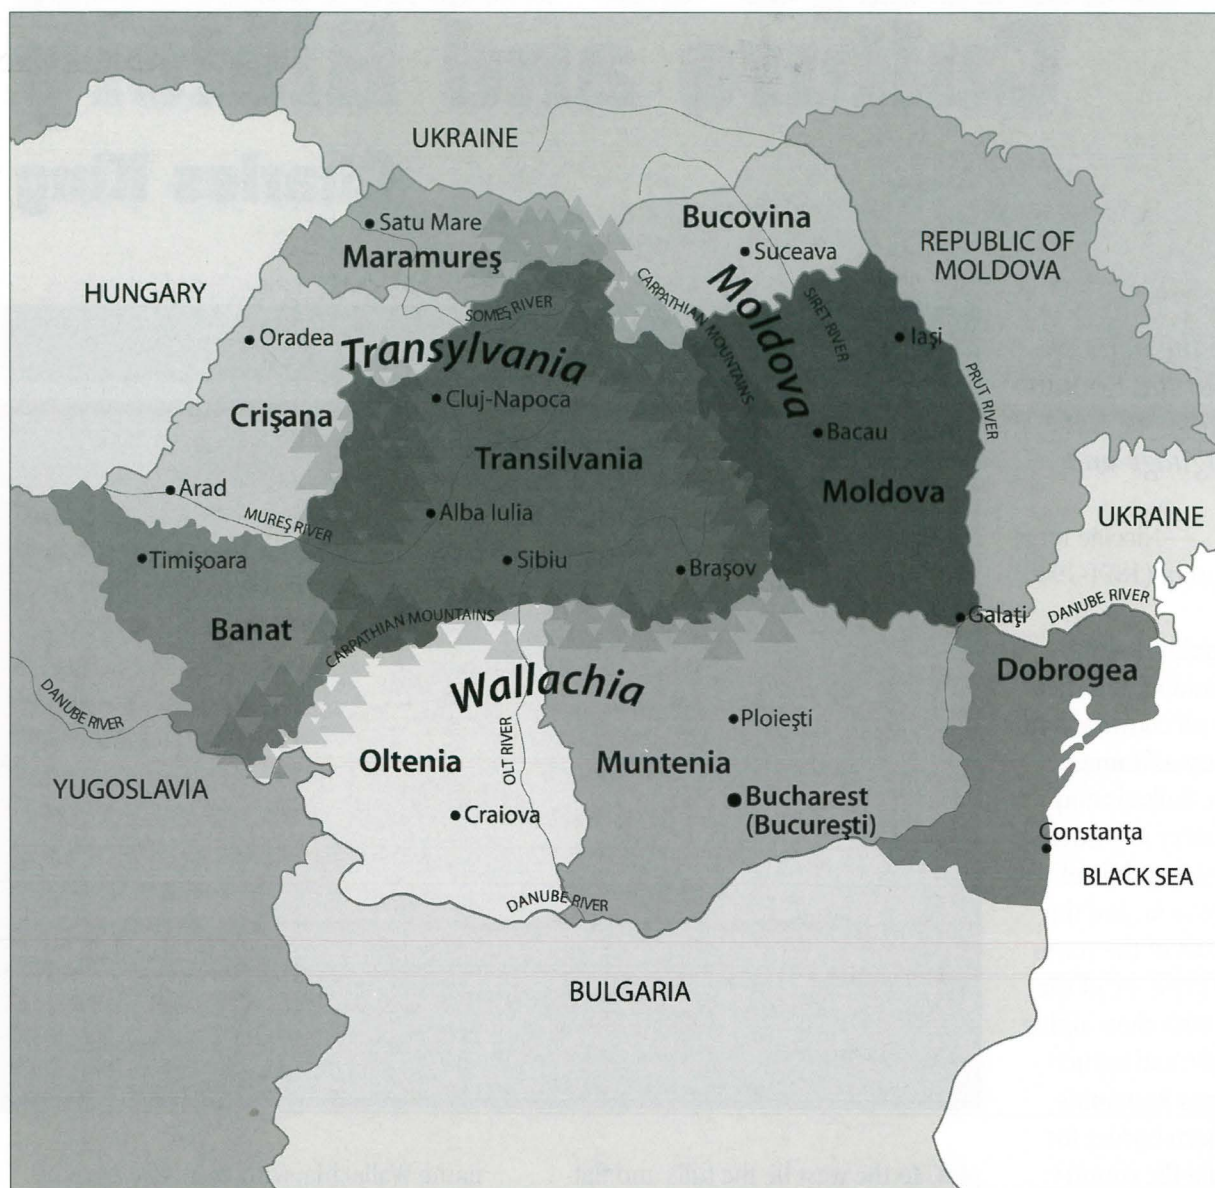 UKRAINE
Satu Mare
Maramureş
Bucovina
Suceava
REPUBLIC OF
MOLDOVA
HUNGARY
CARPATHIAN MOUNTAINS
Moldova
SOMEŞ RIVER
SIRET RIVER
Oradea
Transylvania
Iaşi
PRUT RIVER
Cluj-Napoca
Crişana
Bacau
Transilvania
Arad
Moldova
MUREŞ RIVER
Alba Iulia
UKRAINE
Timişoara
Sibiu
Braşov
Banat
CARPATHIAN MOUNTAINS
Galaţi
DANUBE RIVER
Dobrogea
Wallachia
DANUBE RIVER
Ploieşti
OLT RIVER
Oltenia
Muntenia
YUGOSLAVIA
Bucharest
(Bucureşti)
Craiova
Constanţa
BLACK SEA
DANUBE RIVER
BULGARIA